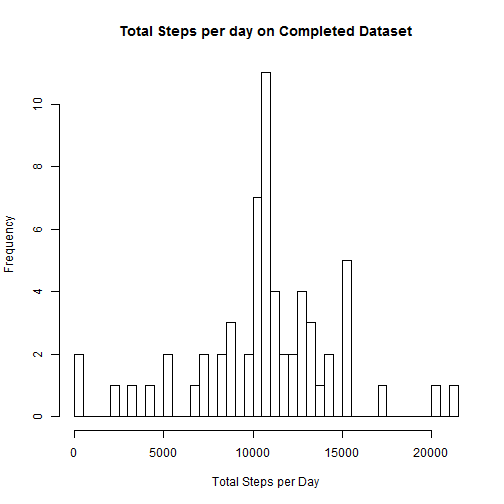 Total Steps per day on Completed Dataset
Frequency
10
8
6
4
2
0
0 5000 10000 15000 20000
Total Steps per Day